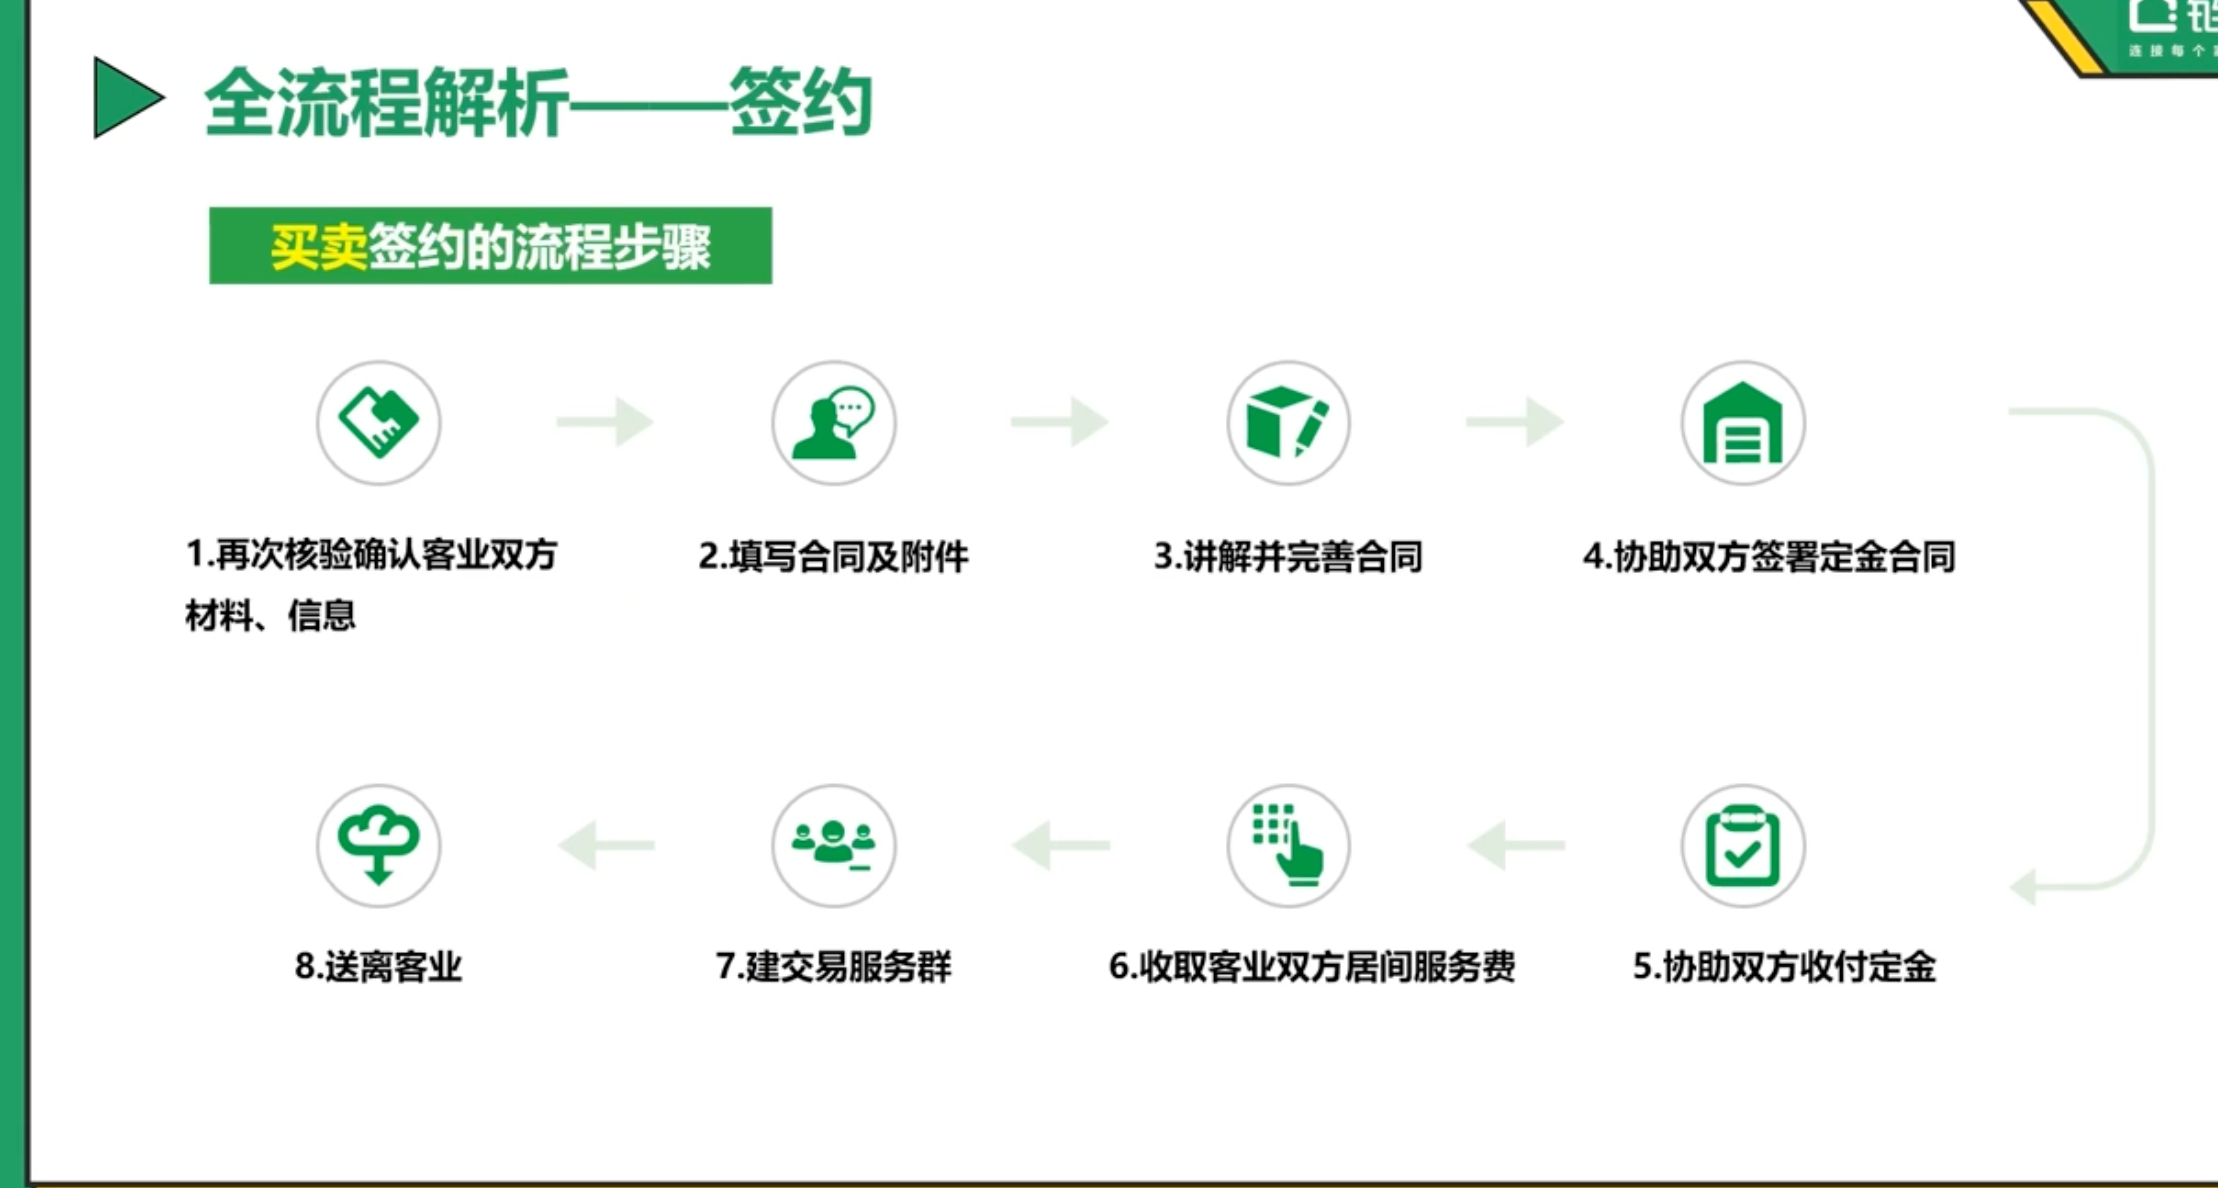 全流程解析——签约
买卖签约的流程步骤
1.再次核验确认客业双方
材料、信息
2.填写合同及附件
3.讲解并完善合同
4.协助双方签署定金合同
5.协助双方收付定金
6.收取客业双方居间服务费
7.建交易服务群
8.送离客业
连接每个